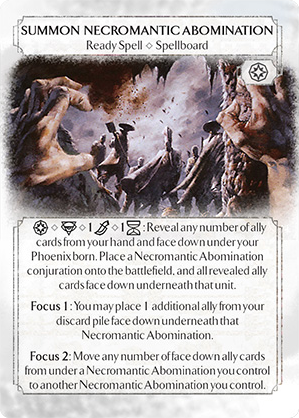 SUMMON NECROMANTIC ABOMINATION
Ready Spell ⬦ Spellboard
⬦ ⬦ 1 ⬦ 1 : Reveal any number of ally
cards from your hand and face down under your
Phoenixborn. Place a Necromantic Abomination
conjuration onto the battlefield, and all revealed ally
cards face down underneath that unit.
Focus 1: You may place 1 additional ally from your
discard pile face down underneath that
Necromantic Abomination.
Focus 2: Move any number of face down ally cards
from under a Necromantic Abomination you control
to another Necromantic Abomination you control.